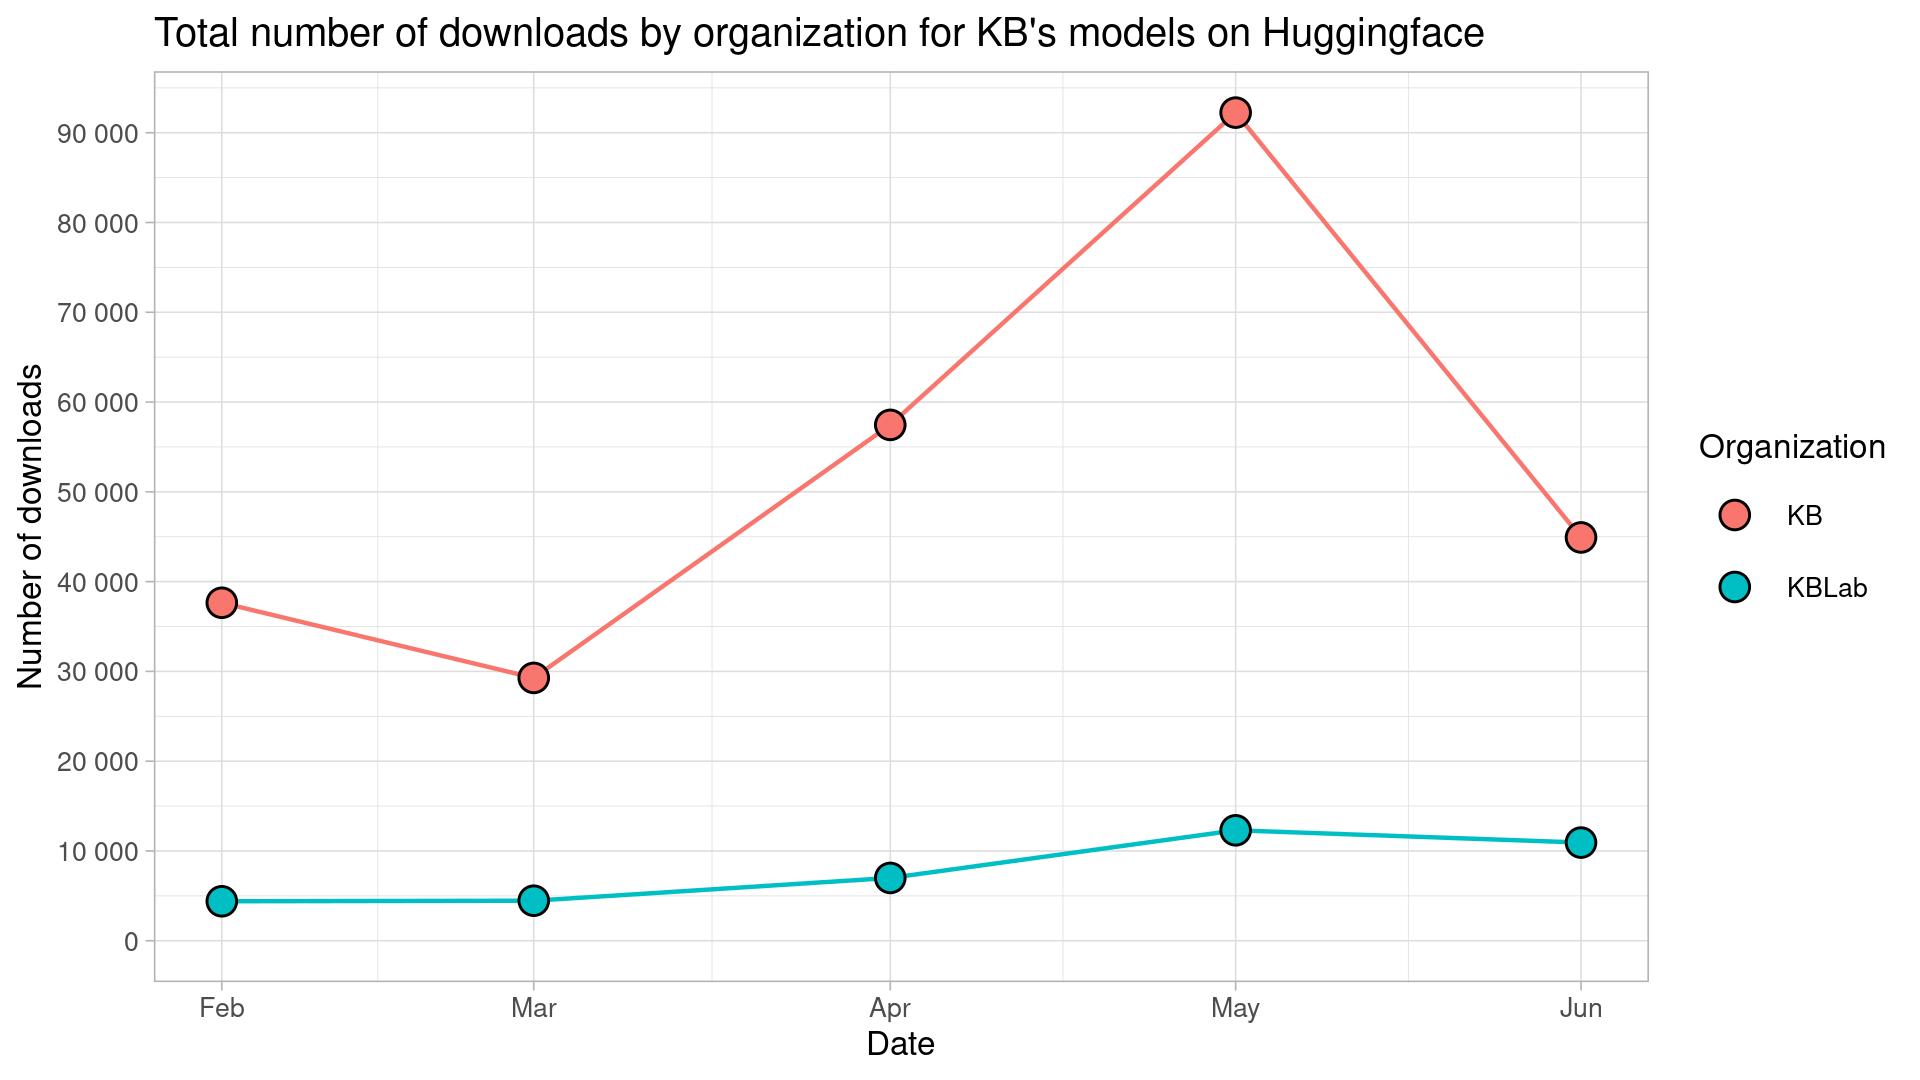 Total number of downloads by organization for KB's models on Huggingface
Number of downloads
90 000
80 000
70 000
60 000
50 000
40 000
30 000
20 000
10 000
0
Feb Mar Apr May Jun
Date
Organization
KB
KBLab